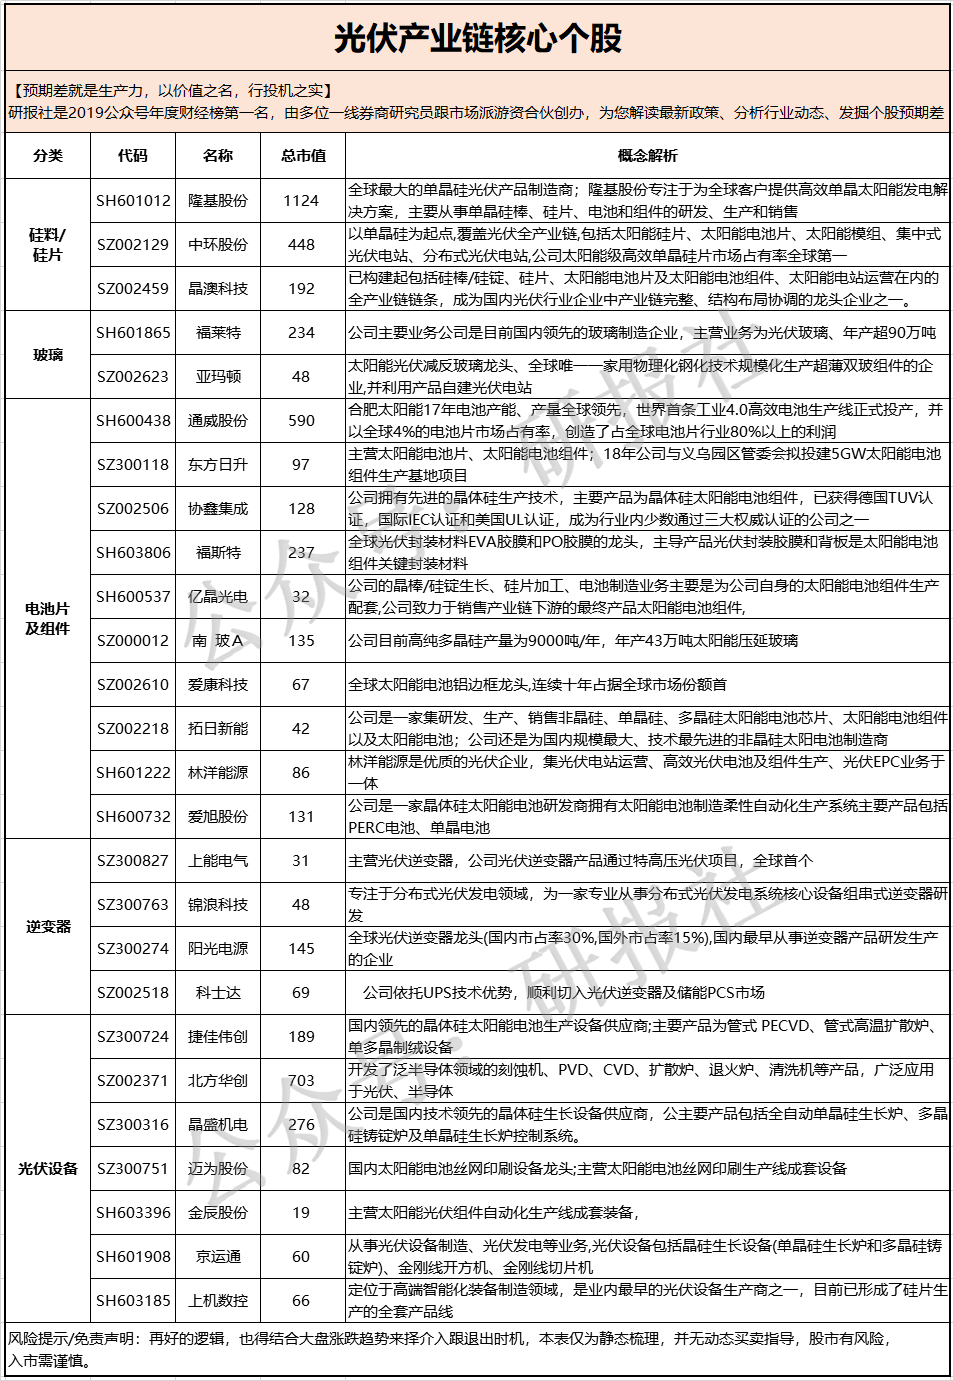 光伏产业链核心个股
【预期差就是生产力，以价值之名，行投机之实】
研报社是2019公众号年度财经榜第一名，由多位一线券商研究员跟市场派游资合伙创办，为您解读最新政策、分析行业动态、发掘个股预期差
分类 代码 名称 总市值 概念解析
硅料/
硅片
SH601012 隆基股份 1124 全球最大的单晶硅光伏产品制造商；隆基股份专注于为全球客户提供高效单晶太阳能发电解
决方案，主要从事单晶硅棒、硅片、电池和组件的研发、生产和销售
SZ002129 中环股份 448 以单晶硅为起点,覆盖光伏全产业链,包括太阳能硅片、太阳能电池片、太阳能模组、集中式
光伏电站、分布式光伏电站,公司太阳能级高效单晶硅片市场占有率全球第一
SZ002459 晶澳科技 192 已构建起包括硅棒/硅锭、硅片、太阳能电池片及太阳能电池组件、太阳能电站运营在内的
全产业链链条，成为国内光伏行业企业中产业链完整、结构布局协调的龙头企业之一。
玻璃
SH601865 福莱特 234 公司主要业务公司是目前国内领先的玻璃制造企业，主营业务为光伏玻璃、年产超90万吨
SZ002623 亚玛顿 48 太阳能光伏减反玻璃龙头、全球唯一一家用物理化钢化技术规模化生产超薄双玻组件的企
业,并利用产品自建光伏电站
电池片
及组件
SH600438 通威股份 590 合肥太阳能17年电池产能、产量全球领先，世界首条工业4.0高效电池生产线正式投产，并
以全球4%的电池片市场占有率，创造了占全球电池片行业80%以上的利润
SZ300118 东方日升 97 主营太阳能电池片、太阳能电池组件；18年公司与义乌园区管委会拟投建5GW太阳能电池
组件生产基地项目
SZ002506 协鑫集成 128 公司拥有先进的晶体硅生产技术，主要产品为晶体硅太阳能电池组件，已获得德国TUV认
证，国际IEC认证和美国UL认证，成为行业内少数通过三大权威认证的公司之一
SH603806 福斯特 237 全球光伏封装材料EVA胶膜和PO胶膜的龙头，主导产品光伏封装胶膜和背板是太阳能电池
组件关键封装材料
SH600537 亿晶光电 32 公司的晶棒/硅锭生长、硅片加工、电池制造业务主要是为公司自身的太阳能电池组件生产
配套,公司致力于销售产业链下游的最终产品太阳能电池组件,
SZ000012 南 玻A 135 公司目前高纯多晶硅产量为9000吨/年，年产43万吨太阳能压延玻璃
SZ002610 爱康科技 67 全球太阳能电池铝边框龙头,连续十年占据全球市场份额首
SZ002218 拓日新能 42 公司是一家集研发、生产、销售非晶硅、单晶硅、多晶硅太阳能电池芯片、太阳能电池组件
以及太阳能电池；公司还是为国内规模最大、技术最先进的非晶硅太阳电池制造商
SH601222 林洋能源 86 林洋能源是优质的光伏企业，集光伏电站运营、高效光伏电池及组件生产、光伏EPC业务于
一体
SH600732 爱旭股份 131 公司是一家晶体硅太阳能电池研发商拥有太阳能电池制造柔性自动化生产系统主要产品包括
PERC电池、单晶电池
逆变器
SZ300827 上能电气 31 主营光伏逆变器，公司光伏逆变器产品通过特高压光伏项目，全球首个
SZ300763 锦浪科技 48 专注于分布式光伏发电领域，为一家专业从事分布式光伏发电系统核心设备组串式逆变器研
发
SZ300274 阳光电源 145 全球光伏逆变器龙头(国内市占率30%,国外市占率15%),国内最早从事逆变器产品研发生产
的企业
SZ002518 科士达 69 公司依托UPS技术优势，顺利切入光伏逆变器及储能PCS市场
光伏设备
SZ300724 捷佳伟创 189 国内领先的晶体硅太阳能电池生产设备供应商;主要产品为管式 PECVD、管式高温扩散炉、
单多晶制绒设备
SZ002371 北方华创 703 开发了泛半导体领域的刻蚀机、PVD、CVD、扩散炉、退火炉、清洗机等产品，广泛应用
于光伏、半导体
SZ300316 晶盛机电 276 公司是国内技术领先的晶体硅生长设备供应商，公主要产品包括全自动单晶硅生长炉、多晶
硅铸锭炉及单晶硅生长炉控制系统。
SZ300751 迈为股份 82 国内太阳能电池丝网印刷设备龙头;主营太阳能电池丝网印刷生产线成套设备
SH603396 金辰股份 19 主营太阳能光伏组件自动化生产线成套装备，
SH601908 京运通 60 从事光伏设备制造、光伏发电等业务,光伏设备包括晶硅生长设备(单晶硅生长炉和多晶硅铸
锭炉)、金刚线开方机、金刚线切片机
SH603185 上机数控 66 定位于高端智能化装备制造领域，是业内最早的光伏设备生产商之一，目前已形成了硅片生
产的全套产品线
风险提示/免责声明：再好的逻辑，也得结合大盘涨跌趋势来择介入跟退出时机，本表仅为静态梳理，并无动态买卖指导，股市有风险，
入市需谨慎。
公众号：研报社
公众号：研报社